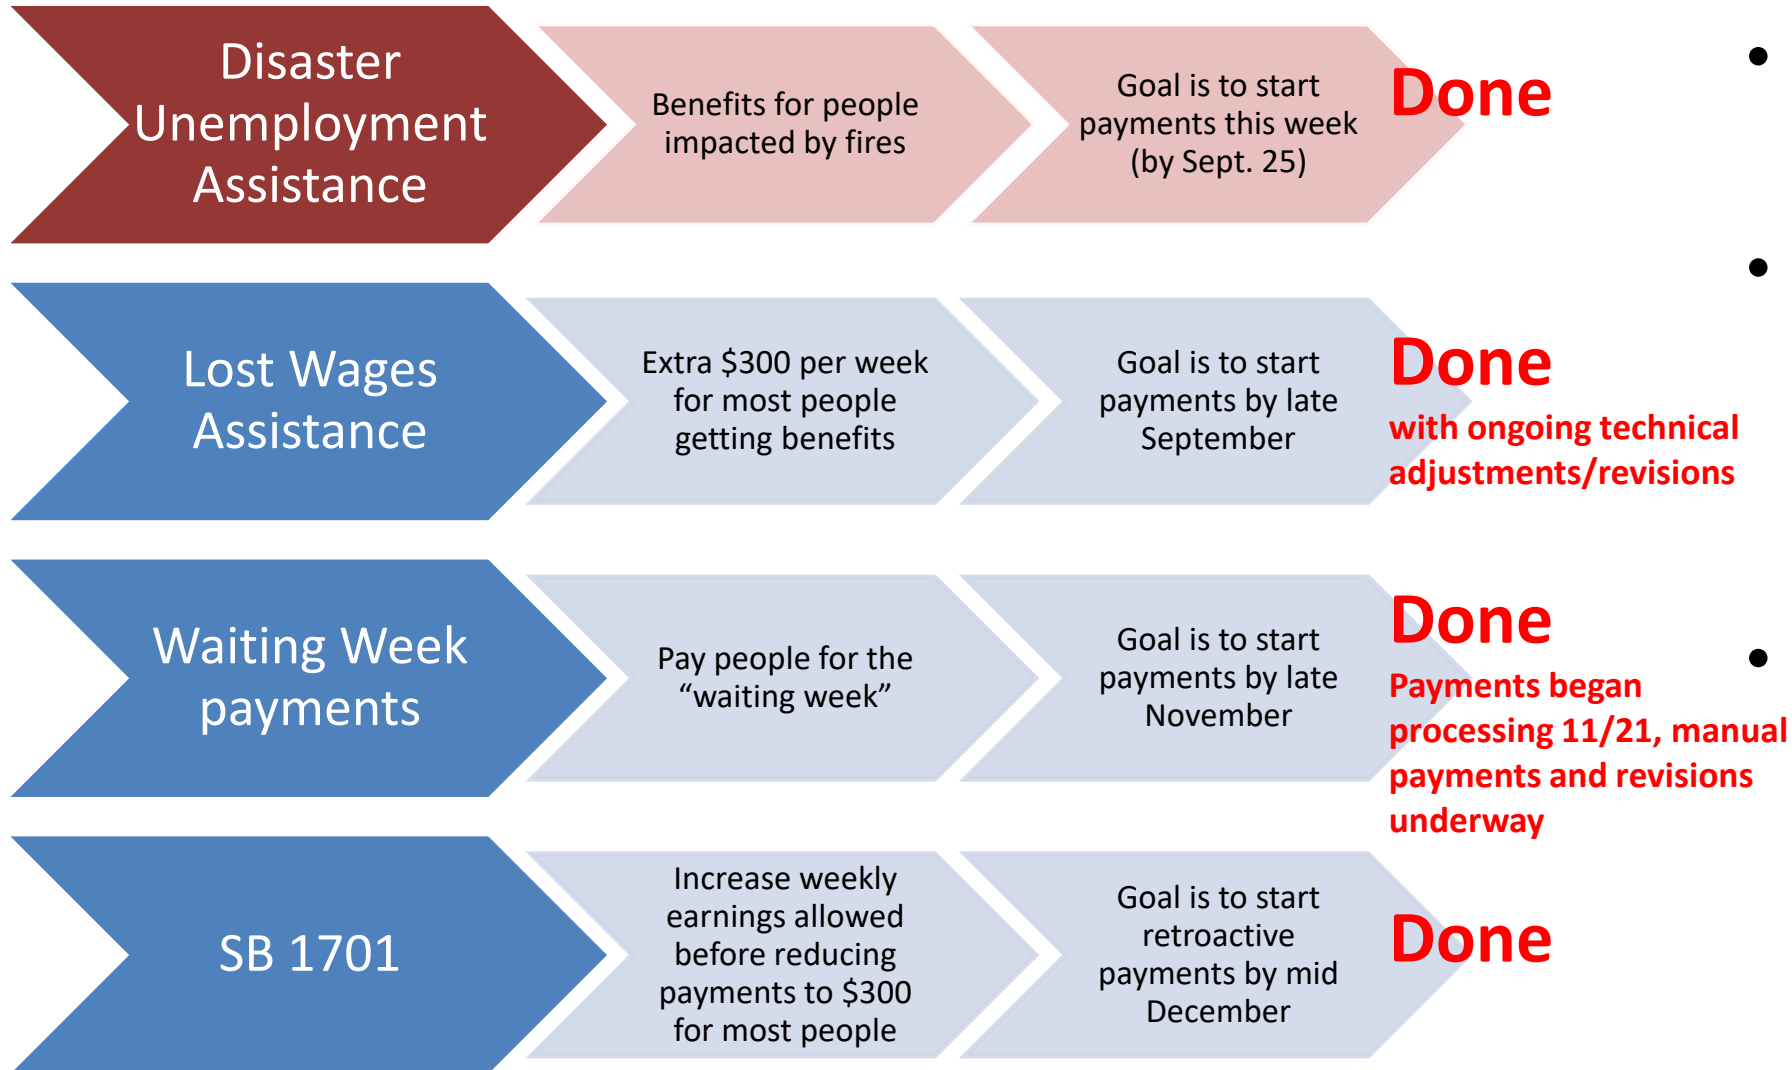 Disaster
Unemployment
Assistance
Benefits for people
impacted by fires
Goal is to start
payments this week
(by Sept. 25)
Done
•
Lost Wages
Assistance
Extra $300 per week
for most people
getting benefits
Goal is to start
payments by late
September
•
Done
with ongoing technical
adjustments/revisions
Waiting Week
payments
Pay people for the
“waiting week”
Goal is to start
payments by late
November
Done
•
Payments began
processing 11/21, manual
payments and revisions
underway
SB 1701
Increase weekly
earnings allowed
before reducing
payments to $300
for most people
Goal is to start
retroactive
payments by mid
December
Done